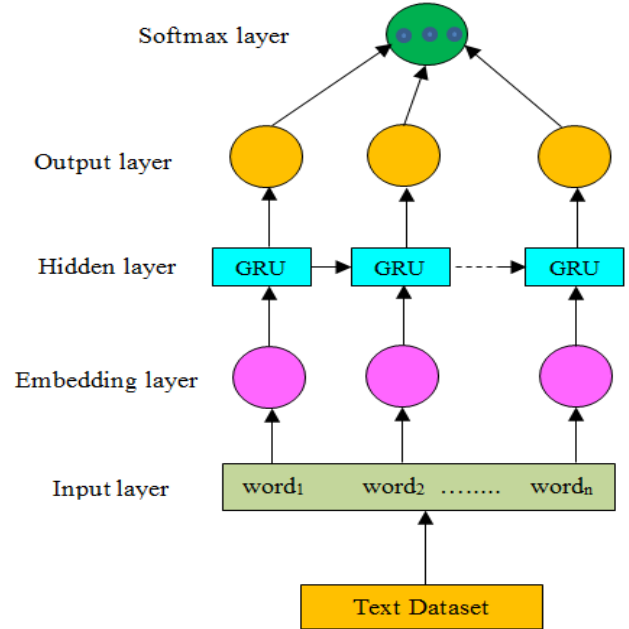 Softmax layer
Output layer
Hidden layer GRU GRU GRU
Embedding layer
Input layer word₁ word₂ ........ wordₙ
Text Dataset